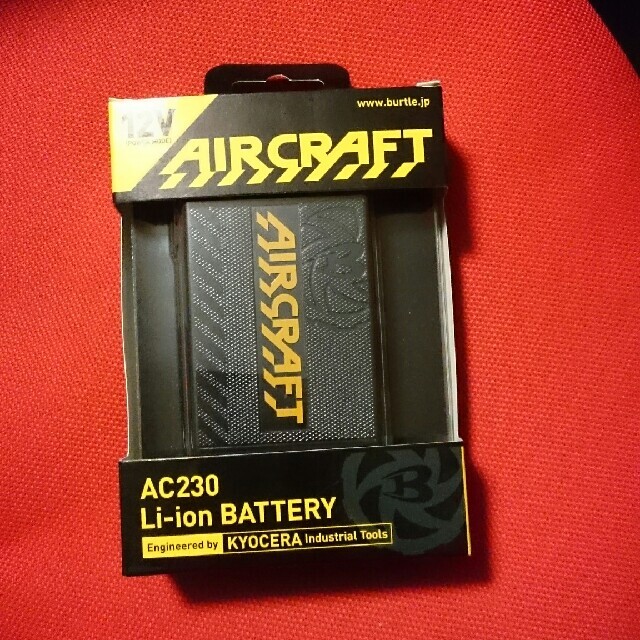 www.burtle.jp
12V
AIRCRAFT
AIRCRAFT
B
AC230
Li-ion BATTERY
B
Engineered by KYOCERA Industrial Tools